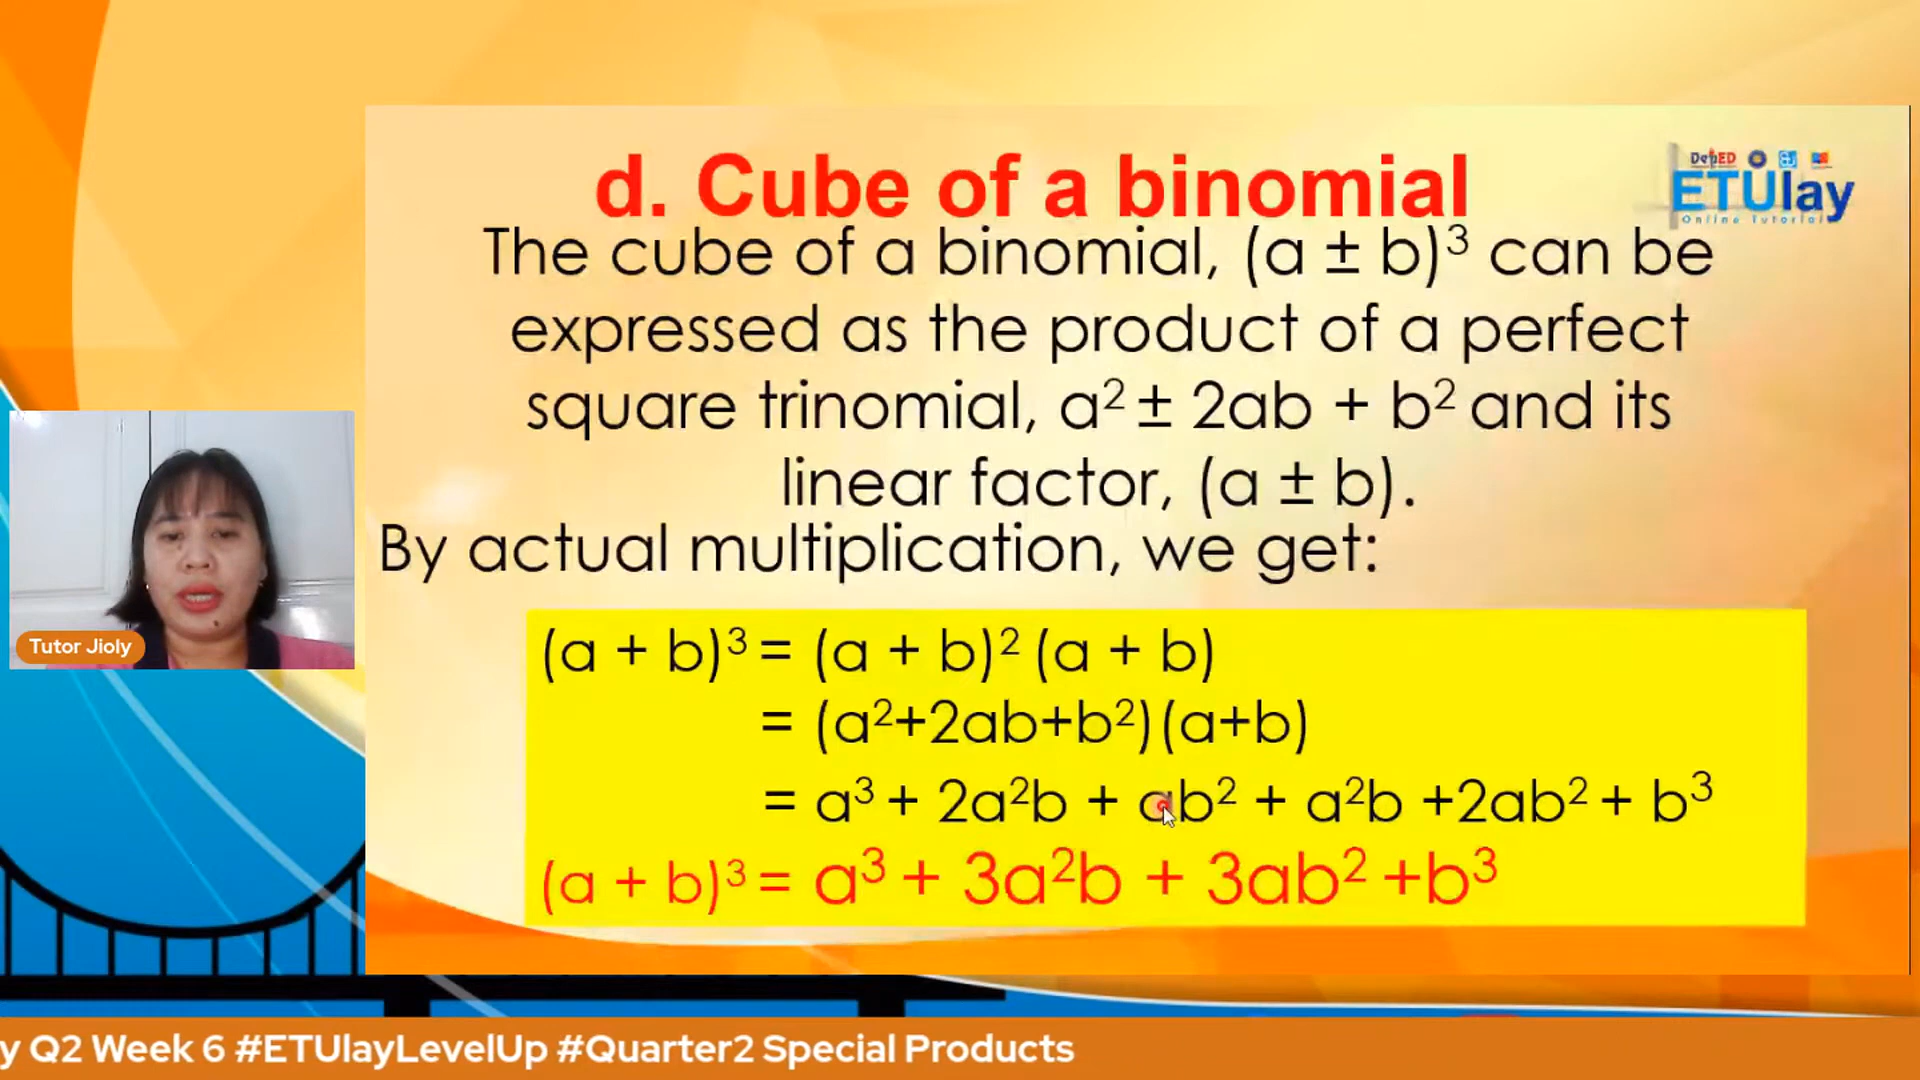 d. Cube of a binomial
DepED
ETUlay
Online Tutorial
The cube of a binomial, (a ± b)³ can be
expressed as the product of a perfect
square trinomial, a² ± 2ab + b² and its
linear factor, (a ± b).
By actual multiplication, we get:
(a + b)³ = (a + b)² (a + b)
= (a²+2ab+b²)(a+b)
= a³ + 2a²b + ab² + a²b +2ab² + b³
(a + b)³ = a³ + 3a²b + 3ab² +b³
Tutor Jioly
y Q2 Week 6 #ETUlayLevelUp #Quarter2 Special Products